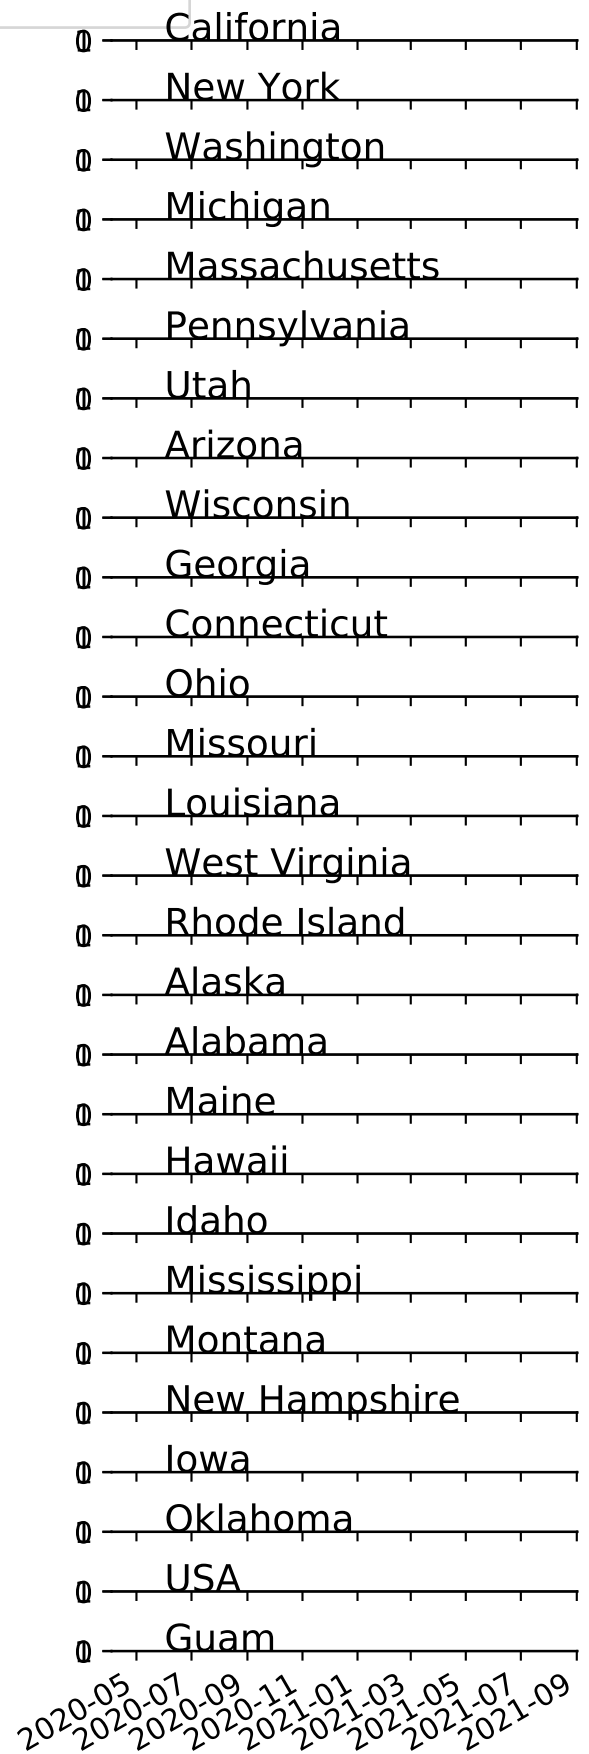 California
New York
Washington
Michigan
Massachusetts
Pennsylvania
Utah
Arizona
Wisconsin
Georgia
Connecticut
Ohio
Missouri
Louisiana
West Virginia
Rhode Island
Alaska
Alabama
Maine
Hawaii
Idaho
Mississippi
Montana
New Hampshire
Iowa
Oklahoma
USA
Guam
2020-05 2020-07 2020-09 2020-11 2021-01 2021-03 2021-05 2021-07 2021-09